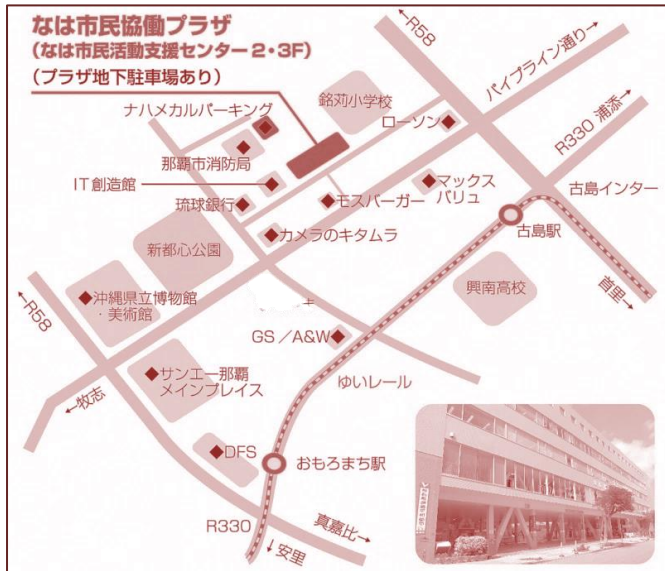 なは市民協働プラザ
(なは市民活動支援センター2・3F)
(プラザ地下駐車場あり)
←R58
パイプライン通り→
ナハメカルパーキング
銘苅小学校
ローソン
R330 浦添→
那覇市消防局
IT創造館
マックス
バリュ
古島インター
琉球銀行
モスバーガー
古島駅
新都心公園
カメラのキタムラ
興南高校
首里→
←R58
沖縄県立博物館
・美術館
GS/A&W
ゆいレール
サンエー那覇
メインプレイス
←牧志
DFS
おもろまち駅
R330
真嘉比→
↓安里